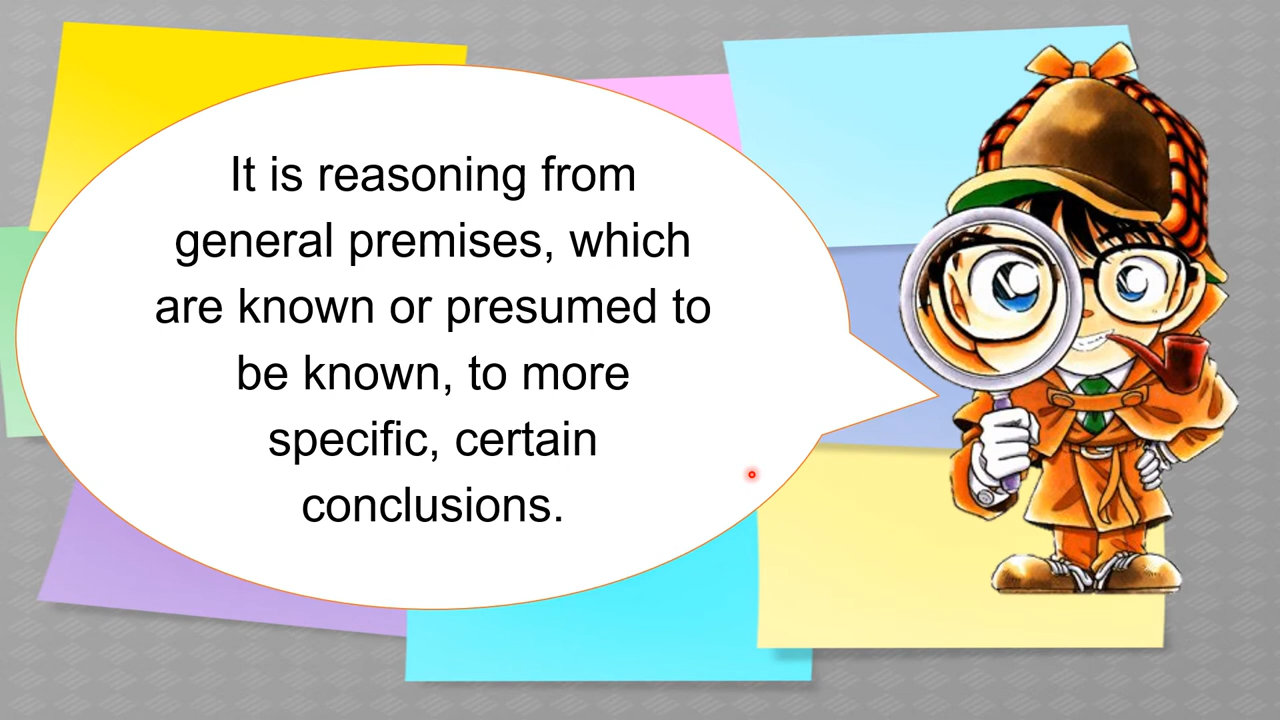 It is reasoning from
general premises, which
are known or presumed to
be known, to more
specific, certain
conclusions.